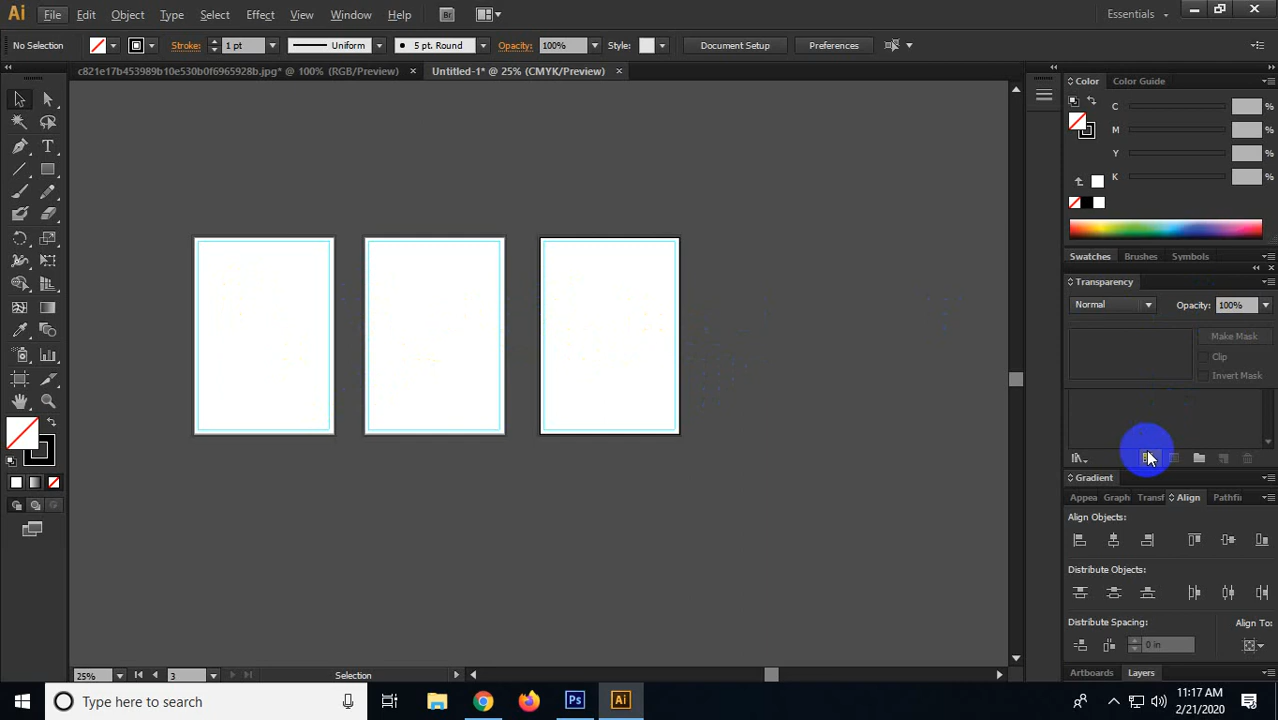 Ai File Edit Object Type Select Effect View Window Help Br Essentials
No Selection Stroke: 1 pt Uniform 5 pt. Round Opacity: 100% Style: Document Setup Preferences
c821e17b453989b10e530b0f6965928b.jpg* @ 100% (RGB/Preview) Untitled-1* @ 25% (CMYK/Preview)
Color Color Guide
C %
M %
Y %
K %
Swatches Brushes Symbols
Transparency
Normal Opacity: 100%
Make Mask
Clip
Invert Mask
Gradient
Appea Graph Transf Align Pathfi
Align Objects:
Distribute Objects:
Distribute Spacing: Align To:
0 in
Artboards Layers
25% 3 Selection
Type here to search Ps Ai 11:17 AM
2/21/2020